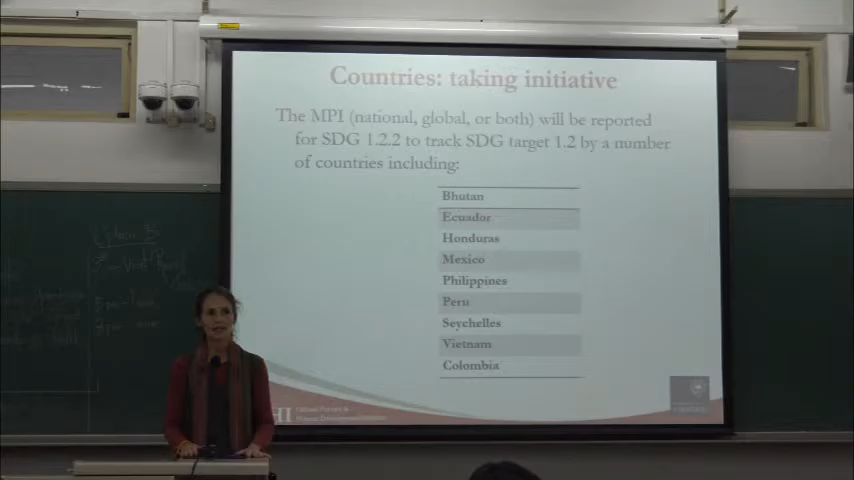 Countries: taking initiative
The MPI (national, global, or both) will be reported
for SDG 1.2.2 to track SDG target 1.2 by a number
of countries including:
Bhutan
Ecuador
Honduras
Mexico
Philippines
Peru
Seychelles
Vietnam
Colombia
HI